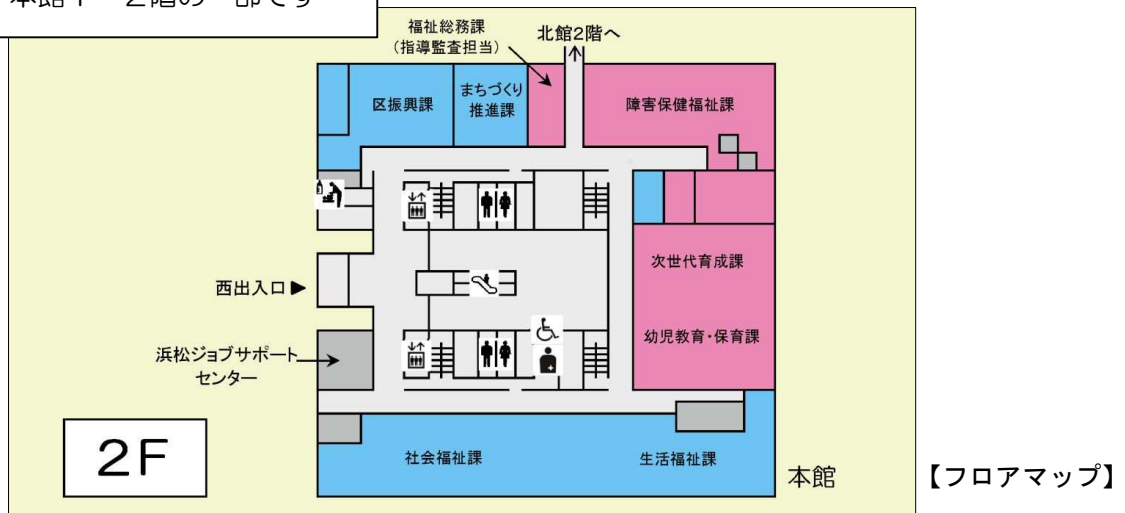 福祉総務課
(指導監査担当)
北館2階へ
区振興課
まちづくり
推進課
障害保健福祉課
次世代育成課
西出入口▶
幼児教育・保育課
浜松ジョブサポート
センター
2F
社会福祉課
生活福祉課
本館
【フロアマップ】